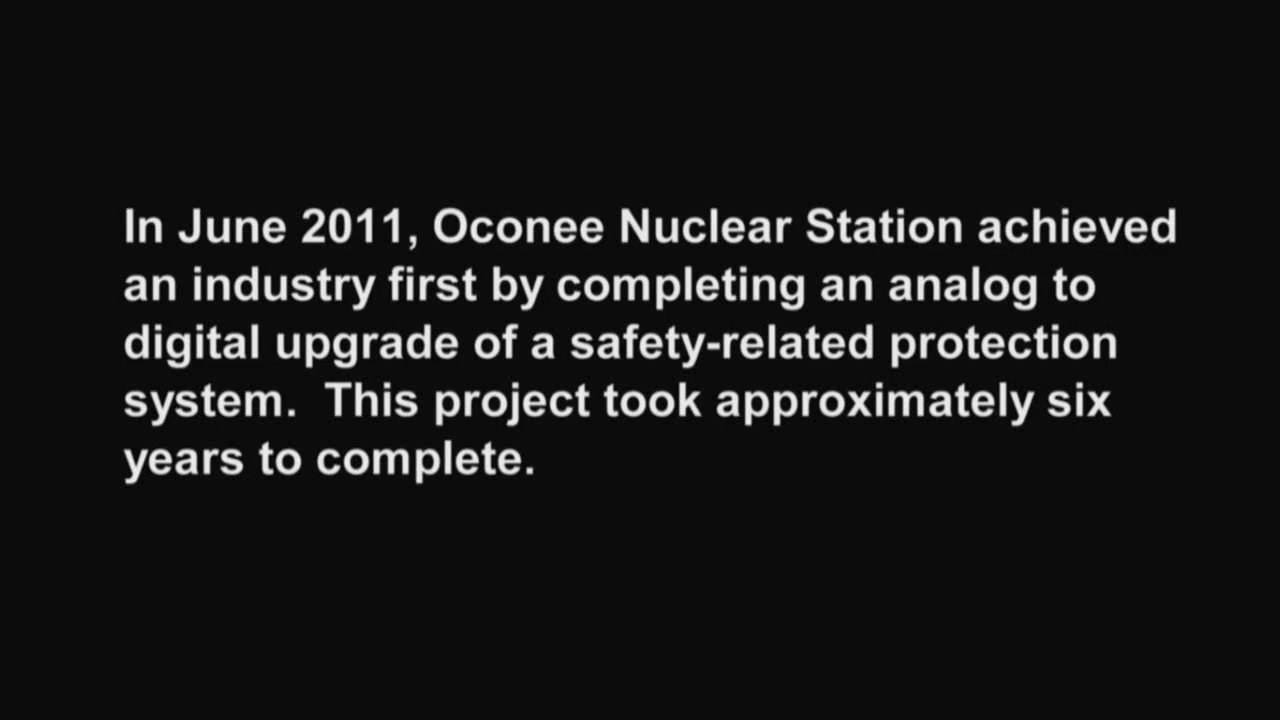 In June 2011, Oconee Nuclear Station achieved
an industry first by completing an analog to
digital upgrade of a safety-related protection
system.  This project took approximately six
years to complete.